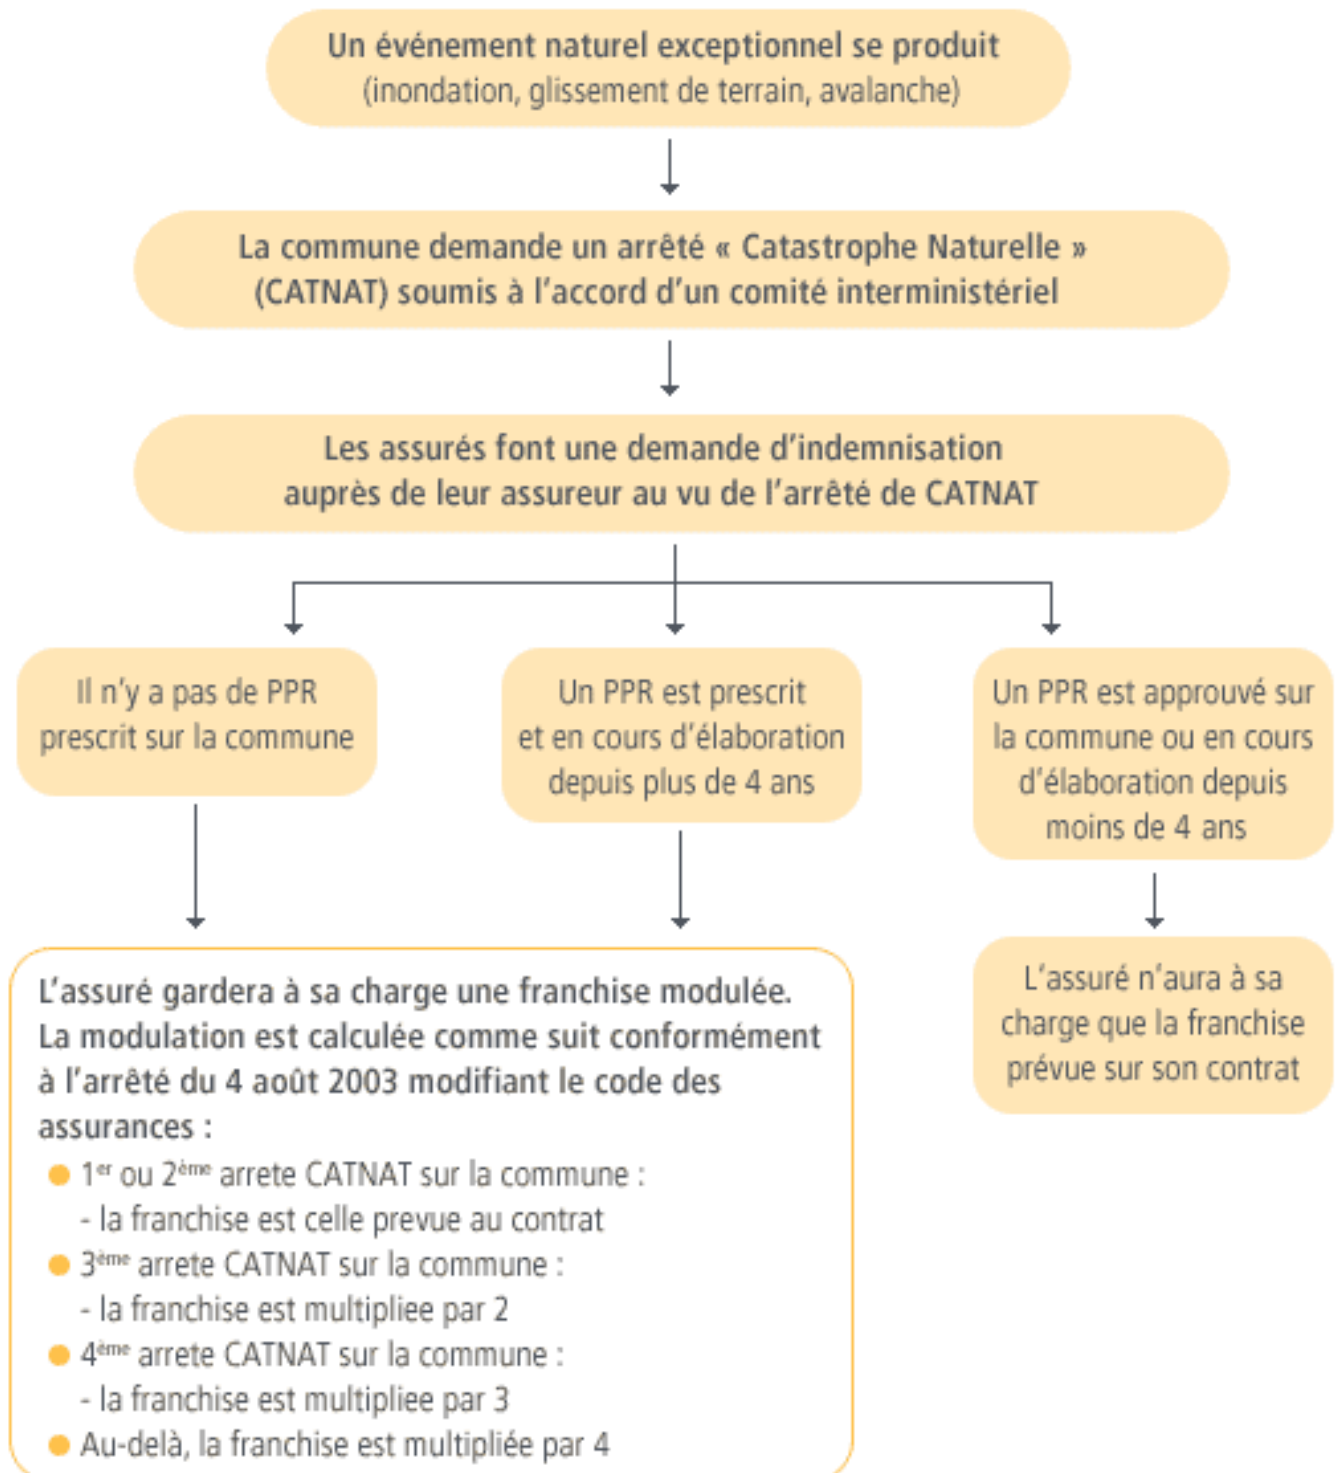 Un événement naturel exceptionnel se produit
(inondation, glissement de terrain, avalanche)
La commune demande un arrêté « Catastrophe Naturelle »
(CATNAT) soumis à l’accord d’un comité interministériel
Les assurés font une demande d’indemnisation
auprès de leur assureur au vu de l’arrêté de CATNAT
Il n’y a pas de PPR
prescrit sur la commune
Un PPR est prescrit
et en cours d’élaboration
depuis plus de 4 ans
Un PPR est approuvé sur
la commune ou en cours
d’élaboration depuis
moins de 4 ans
L’assuré gardera à sa charge une franchise modulée.
La modulation est calculée comme suit conformément
à l’arrêté du 4 août 2003 modifiant le code des
assurances :
● 1er ou 2ème arrete CATNAT sur la commune :
- la franchise est celle prevue au contrat
● 3ème arrete CATNAT sur la commune :
- la franchise est multipliee par 2
● 4ème arrete CATNAT sur la commune :
- la franchise est multipliee par 3
● Au-delà, la franchise est multipliée par 4
L’assuré n’aura à sa
charge que la franchise
prévue sur son contrat